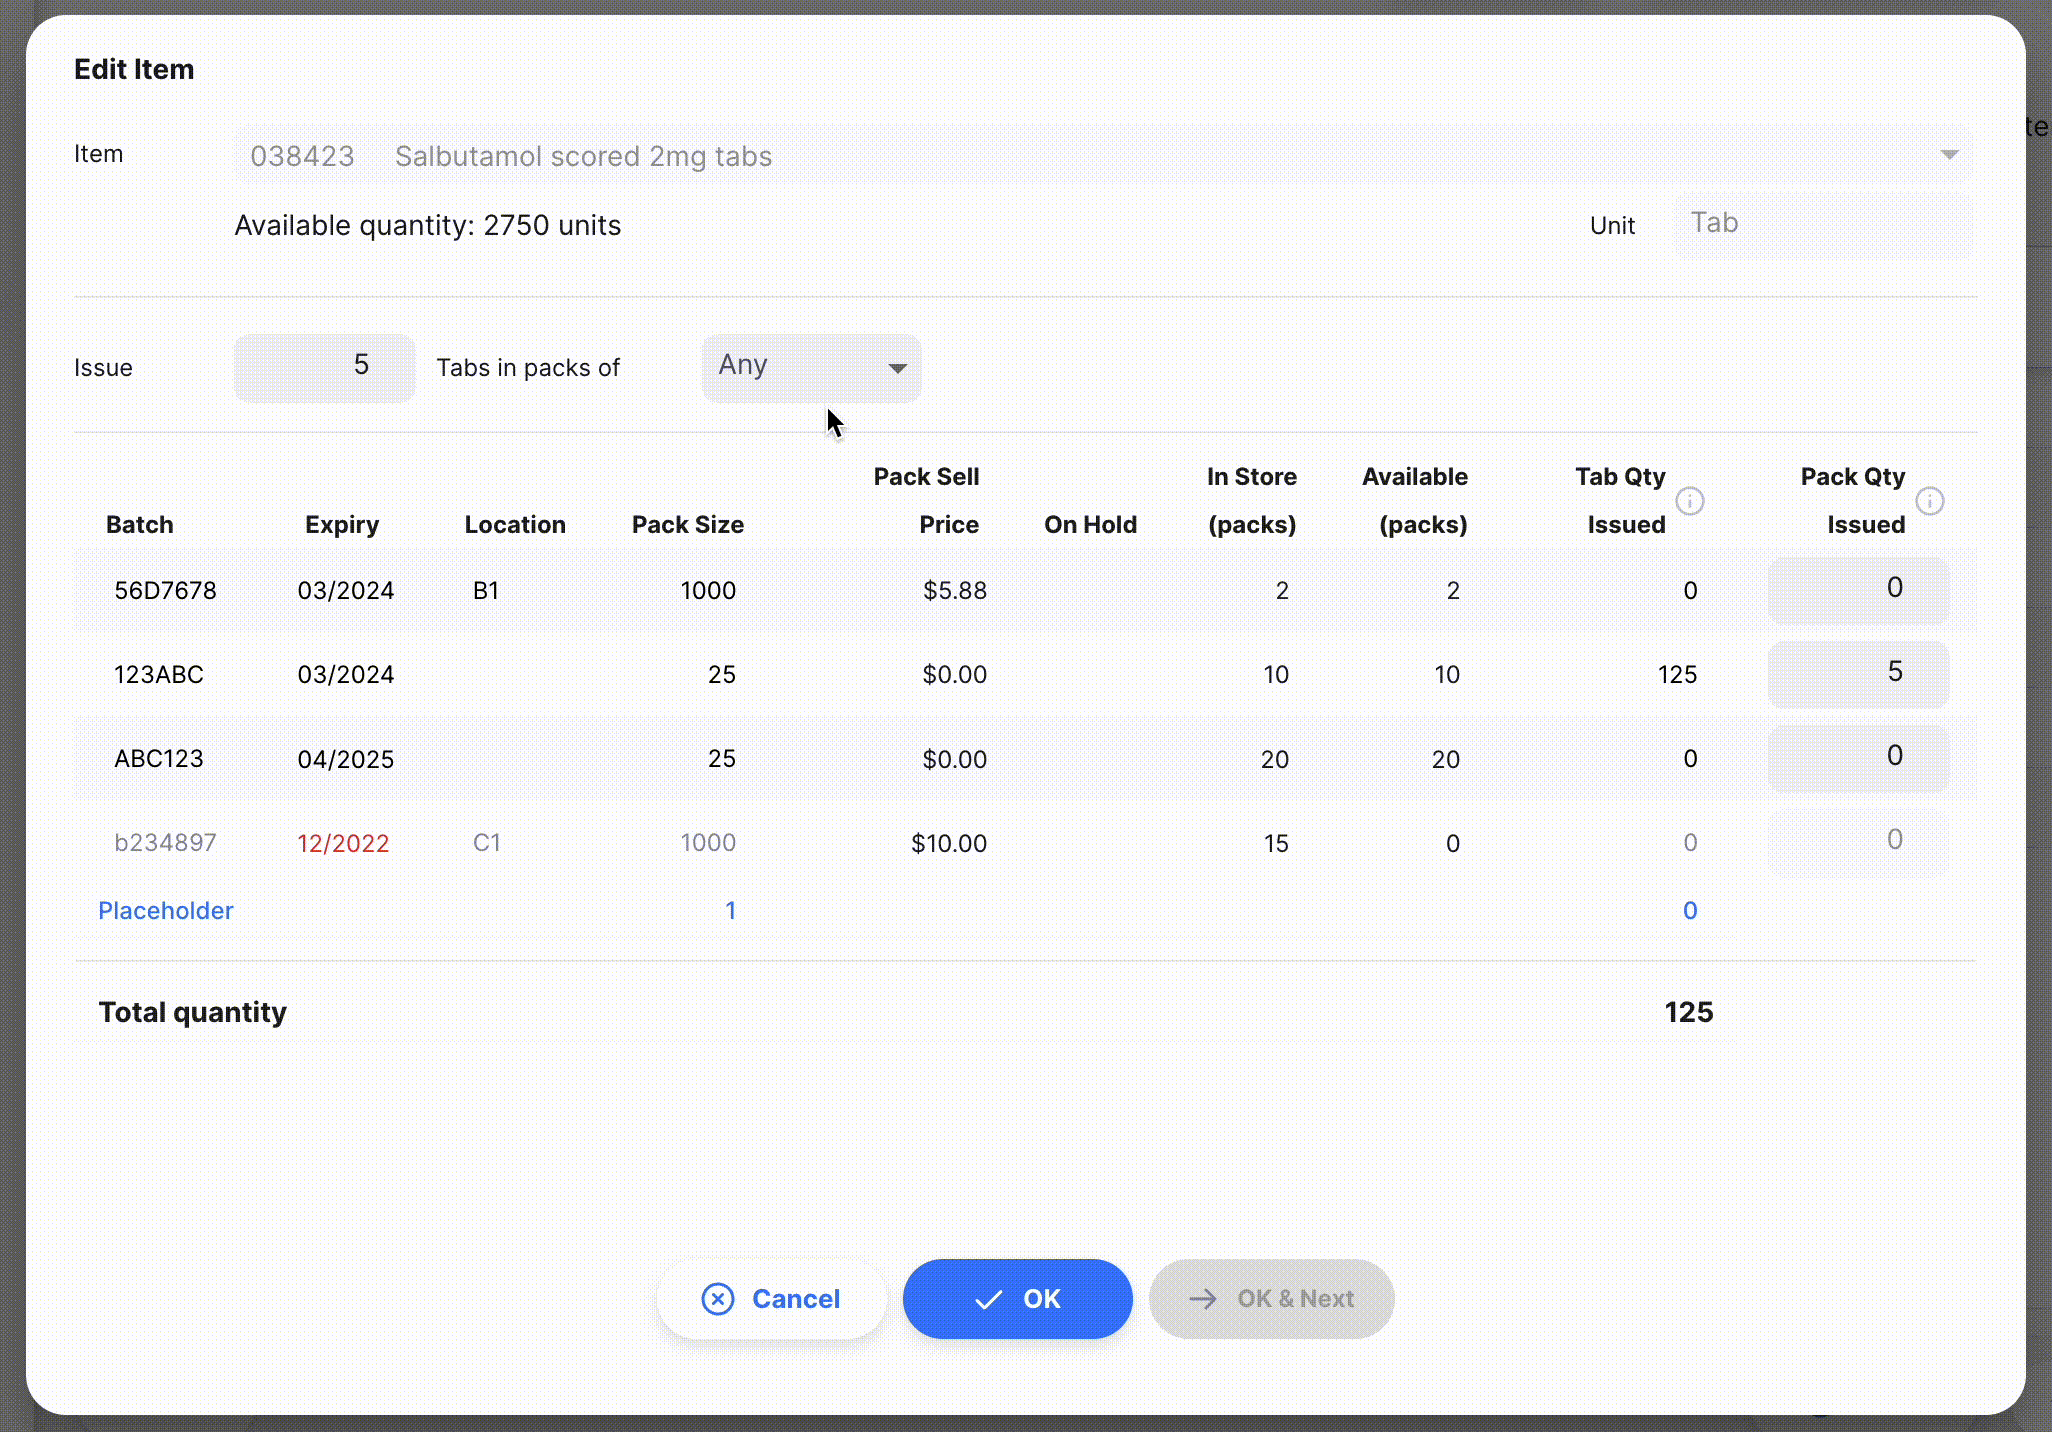 Edit Item
Item 038423 Salbutamol scored 2mg tabs
Available quantity: 2750 units Unit Tab
Issue 5 Tabs in packs of Any
Batch Expiry Location Pack Size Pack Sell Price On Hold In Store (packs) Available (packs) Tab Qty Issued Pack Qty Issued
56D7678 03/2024 B1 1000 $5.88 2 2 0 0
123ABC 03/2024 25 $0.00 10 10 125 5
ABC123 04/2025 25 $0.00 20 20 0 0
b234897 12/2022 C1 1000 $10.00 15 0 0 0
Placeholder 1 0
Total quantity 125
Cancel OK OK & Next